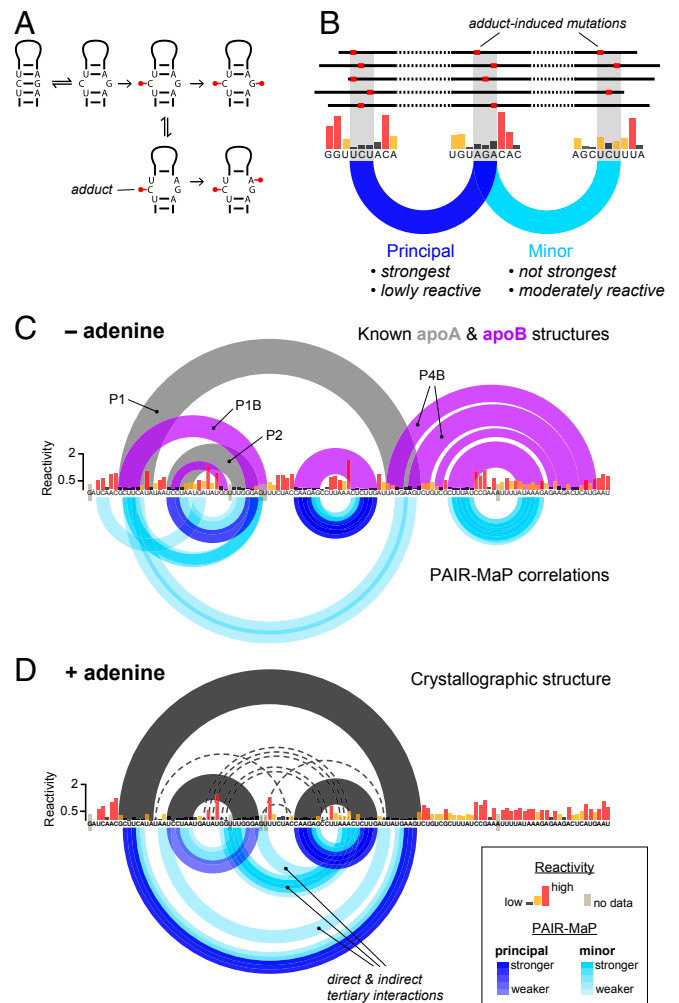 A
U
C
U
A
G
A
G
U
C
U
A
G
A
G
U
C
U
A
G
A
G
U
C
U
A
G
A
G
adduct
U
C
U
A
G
A
G
U
C
U
A
G
A
G
B
adduct-induced mutations
GGUUCUACA UGUAGACAC AGCUCUUUA
Principal Minor
• strongest • not strongest
• lowly reactive • moderately reactive
C – adenine Known apoA & apoB structures
P1 P4B
P1B
P2
Reactivity
2
0.5
PAIR-MaP correlations
D + adenine Crystallographic structure
Reactivity
2
0.5
direct & indirect
tertiary interactions
Reactivity
low high no data
PAIR-MaP
principal minor
stronger stronger
weaker weaker